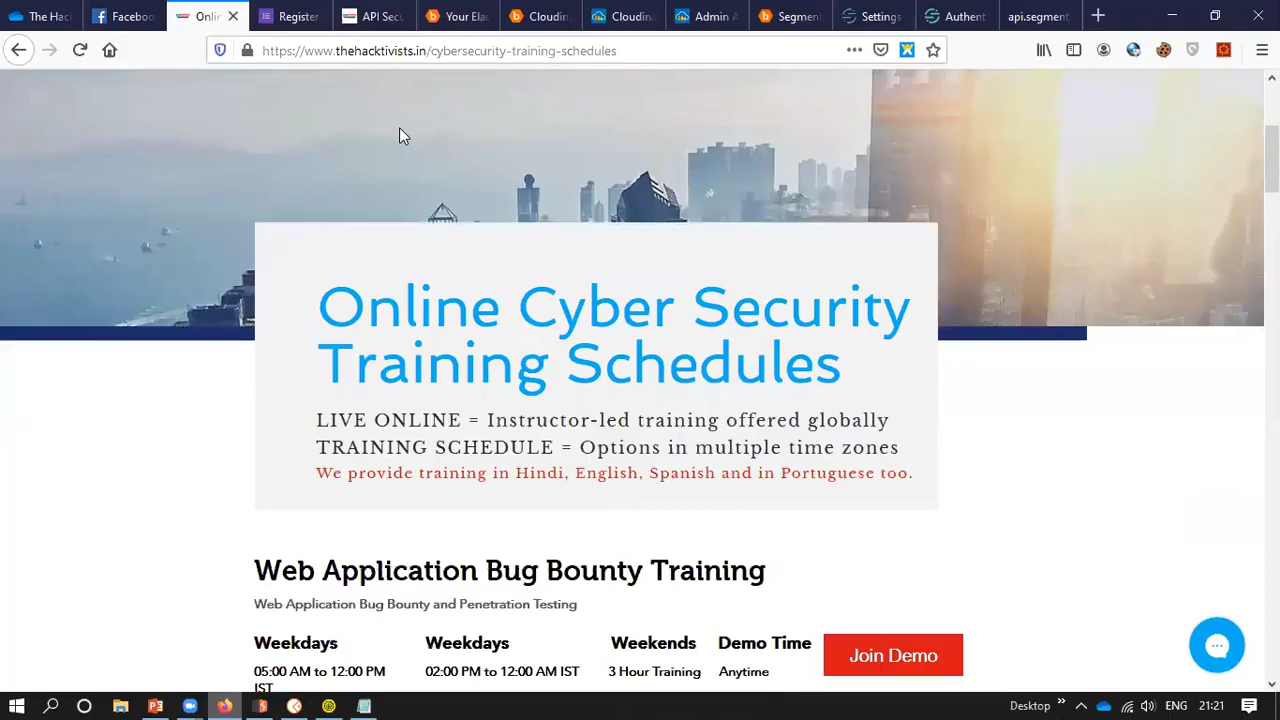 The Hac
Facebo
Onlin
Register
API Secu
Your Ela
Cloudin
Cloudin
Admin A
Segmen
Settings
Authent
api.segment
https://www.thehacktivists.in/cybersecurity-training-schedules
Online Cyber Security
Training Schedules
LIVE ONLINE = Instructor-led training offered globally
TRAINING SCHEDULE = Options in multiple time zones
We provide training in Hindi, English, Spanish and in Portuguese too.
Web Application Bug Bounty Training
Web Application Bug Bounty and Penetration Testing
Weekdays Weekdays Weekends Demo Time
05:00 AM to 12:00 PM 02:00 PM to 12:00 AM IST 3 Hour Training Anytime
IST
Join Demo
Desktop
ENG
21:21